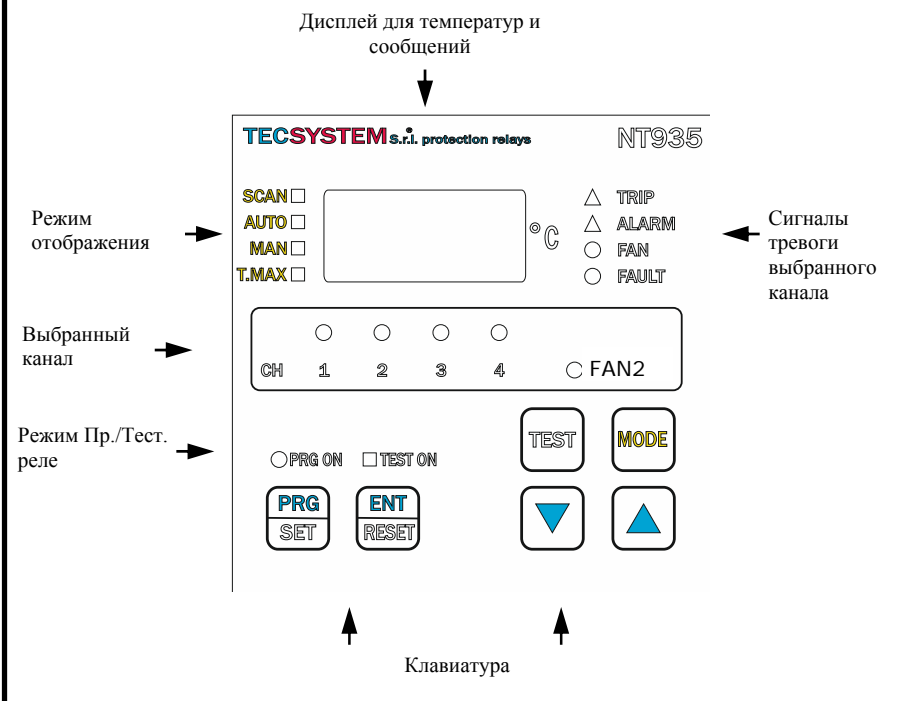 Дисплей для температур и
сообщений
TECSYSTEM S.r.l. protection relays NT935
SCAN
AUTO
MAN
T.MAX
°C
TRIP
ALARM
FAN
FAULT
Режим
отображения
Сигналы
тревоги
выбранного
канала
Выбранный
канал
CH 1 2 3 4 FAN2
Режим Пр./Тест.
реле
PRG ON TEST ON
TEST MODE
PRG
SET
ENT
RESET
Клавиатура